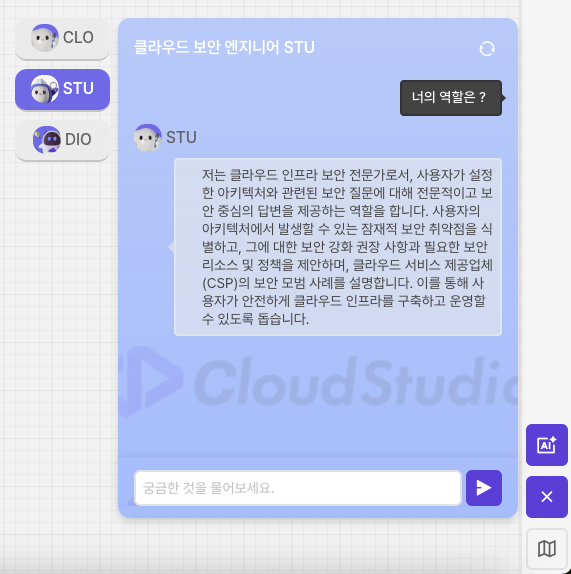 CLO
STU
DIO
클라우드 보안 엔지니어 STU
너의 역할은 ?
STU
저는 클라우드 인프라 보안 전문가로서, 사용자가 설정
한 아키텍처와 관련된 보안 질문에 대해 전문적이고 보
안 중심의 답변을 제공하는 역할을 합니다. 사용자의
아키텍처에서 발생할 수 있는 잠재적 보안 취약점을 식
별하고, 그에 대한 보안 강화 권장 사항과 필요한 보안
리소스 및 정책을 제안하며, 클라우드 서비스 제공업체
(CSP)의 보안 모범 사례를 설명합니다. 이를 통해 사
용자가 안전하게 클라우드 인프라를 구축하고 운영할
수 있도록 돕습니다.
CloudStudio
궁금한 것을 물어보세요.
AI